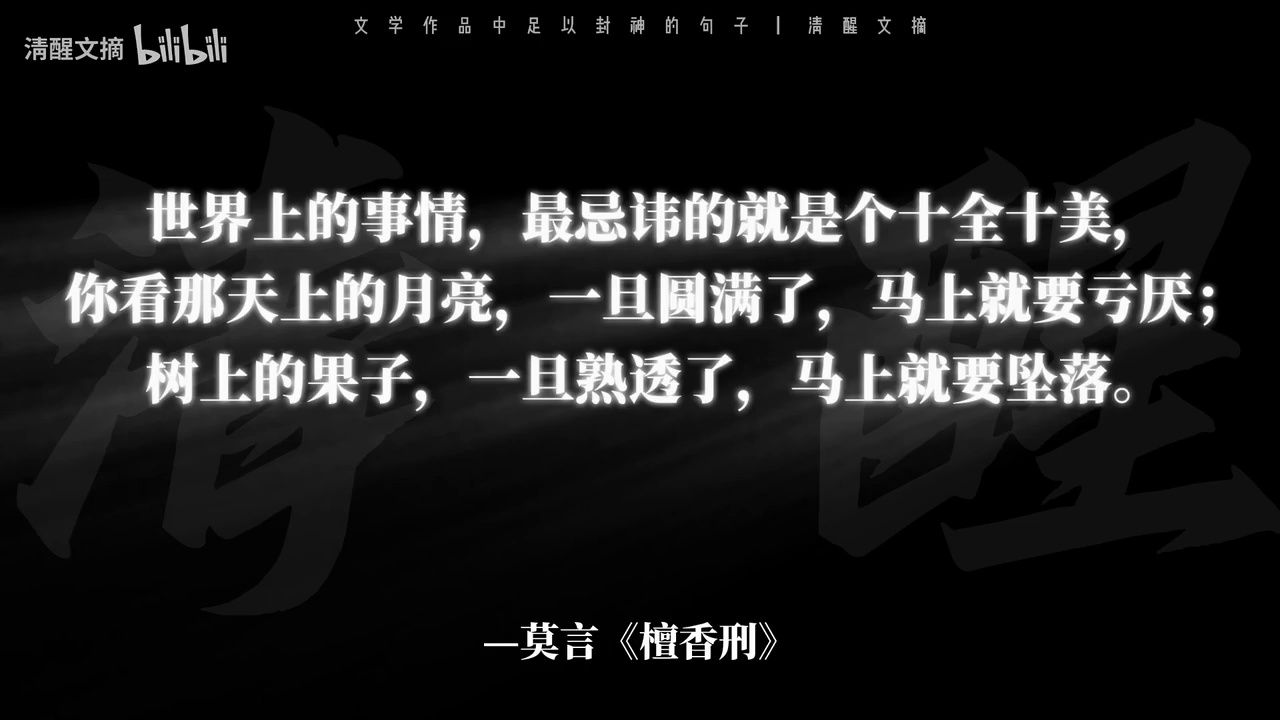 文学作品中足以封神的句子 | 清醒文摘
清醒文摘 bilibili
清醒
世界上的事情，最忌讳的就是个十全十美，
你看那天上的月亮，一旦圆满了，马上就要亏厌；
树上的果子，一旦熟透了，马上就要坠落。
—莫言《檀香刑》